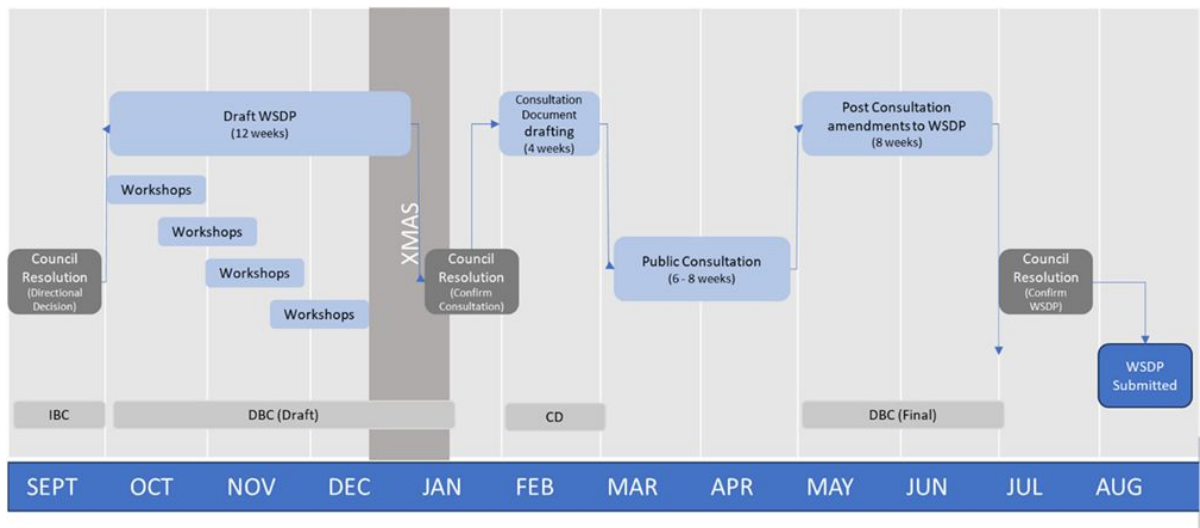 Draft WSDP
(12 weeks)
Consultation
Document
drafting
(4 weeks)
Post Consultation
amendments to WSDP
(8 weeks)
Workshops
Workshops
Workshops
Workshops
XMAS
Council
Resolution
(Directional
Decision)
Council
Resolution
(Confirm
Consultation)
Public Consultation
(6 - 8 weeks)
Council
Resolution
(Confirm
WSDP)
WSDP
Submitted
IBC
DBC (Draft)
CD
DBC (Final)
SEPT
OCT
NOV
DEC
JAN
FEB
MAR
APR
MAY
JUN
JUL
AUG